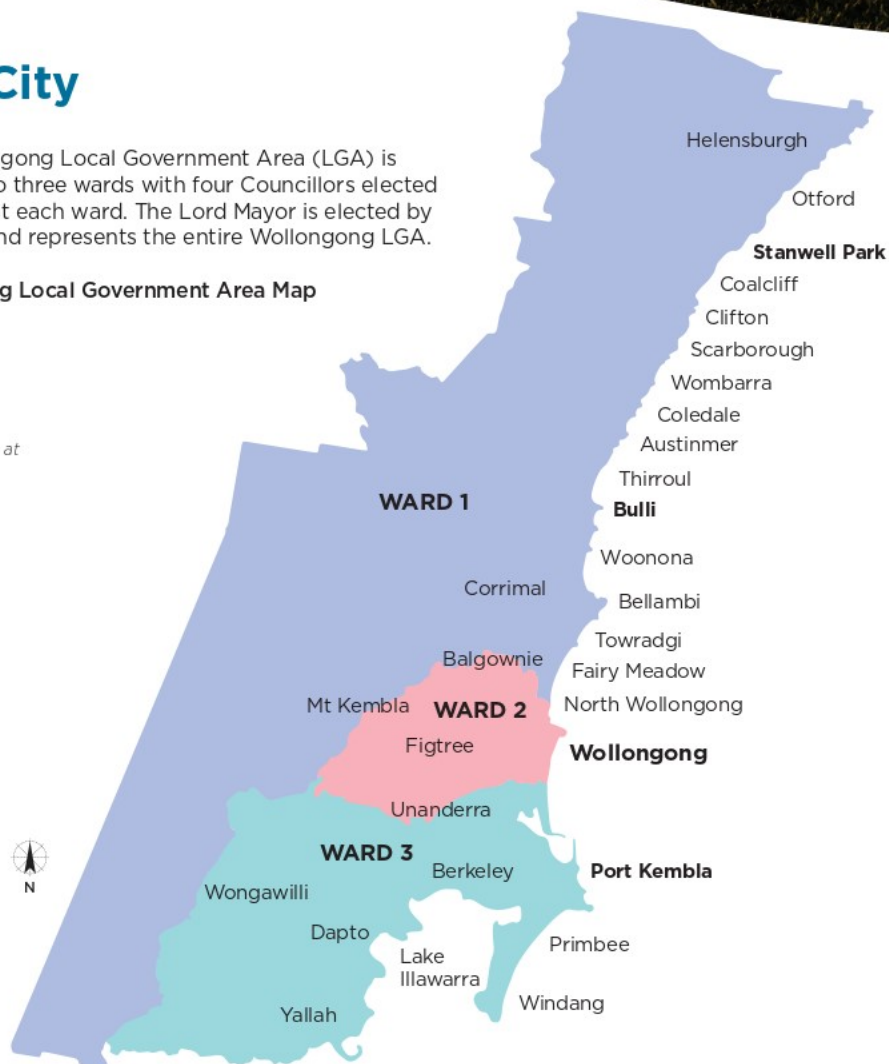 City
gong Local Government Area (LGA) is
o three wards with four Councillors elected
t each ward. The Lord Mayor is elected by
nd represents the entire Wollongong LGA.
g Local Government Area Map
at
Helensburgh
Otford
Stanwell Park
Coalcliff
Clifton
Scarborough
Wombarra
Coledale
Austinmer
Thirroul
WARD 1
Bulli
Woonona
Corrimal
Bellambi
Towradgi
Balgownie
Fairy Meadow
Mt Kembla
WARD 2
North Wollongong
Figtree
Wollongong
Unanderra
WARD 3
Berkeley
Port Kembla
N
Wongawilli
Dapto
Primbee
Lake
Illawarra
Windang
Yallah